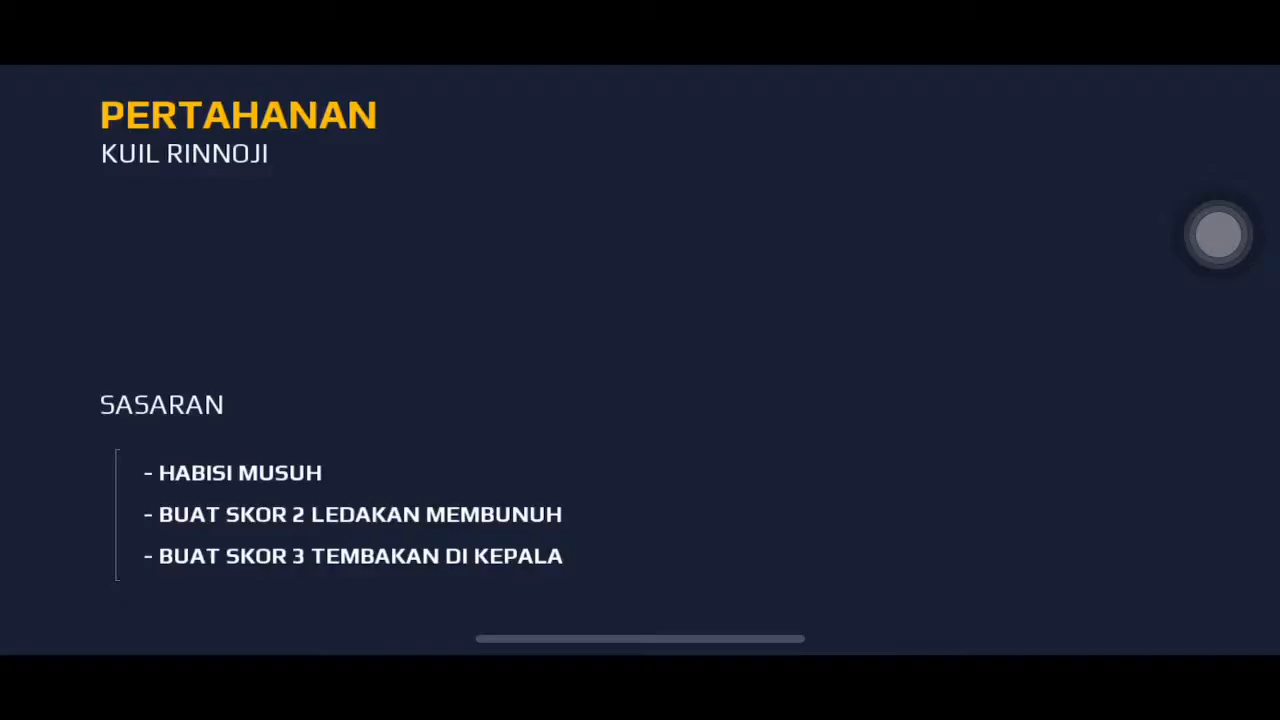 PERTAHANAN
KUIL RINNOJI
SASARAN
- HABISI MUSUH
- BUAT SKOR 2 LEDAKAN MEMBUNUH
- BUAT SKOR 3 TEMBAKAN DI KEPALA